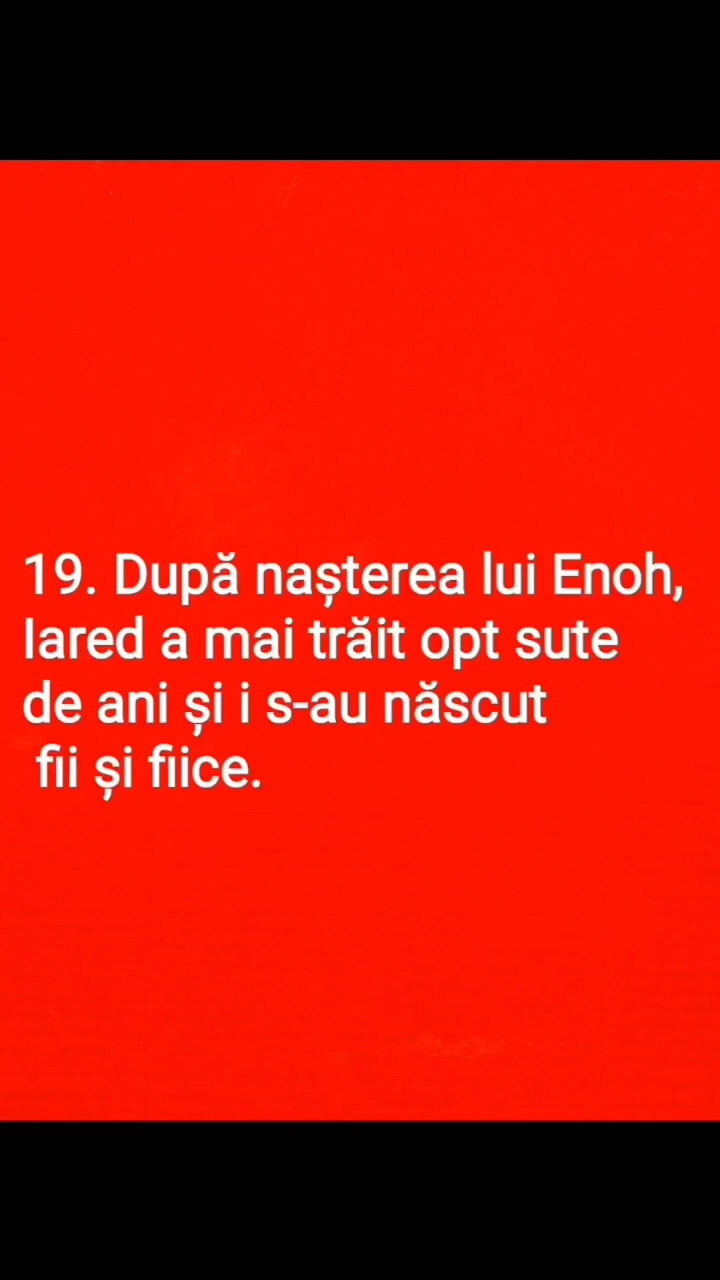 19. După nașterea lui Enoh,
Iared a mai trăit opt sute
de ani și i s-au născut
fii și fiice.